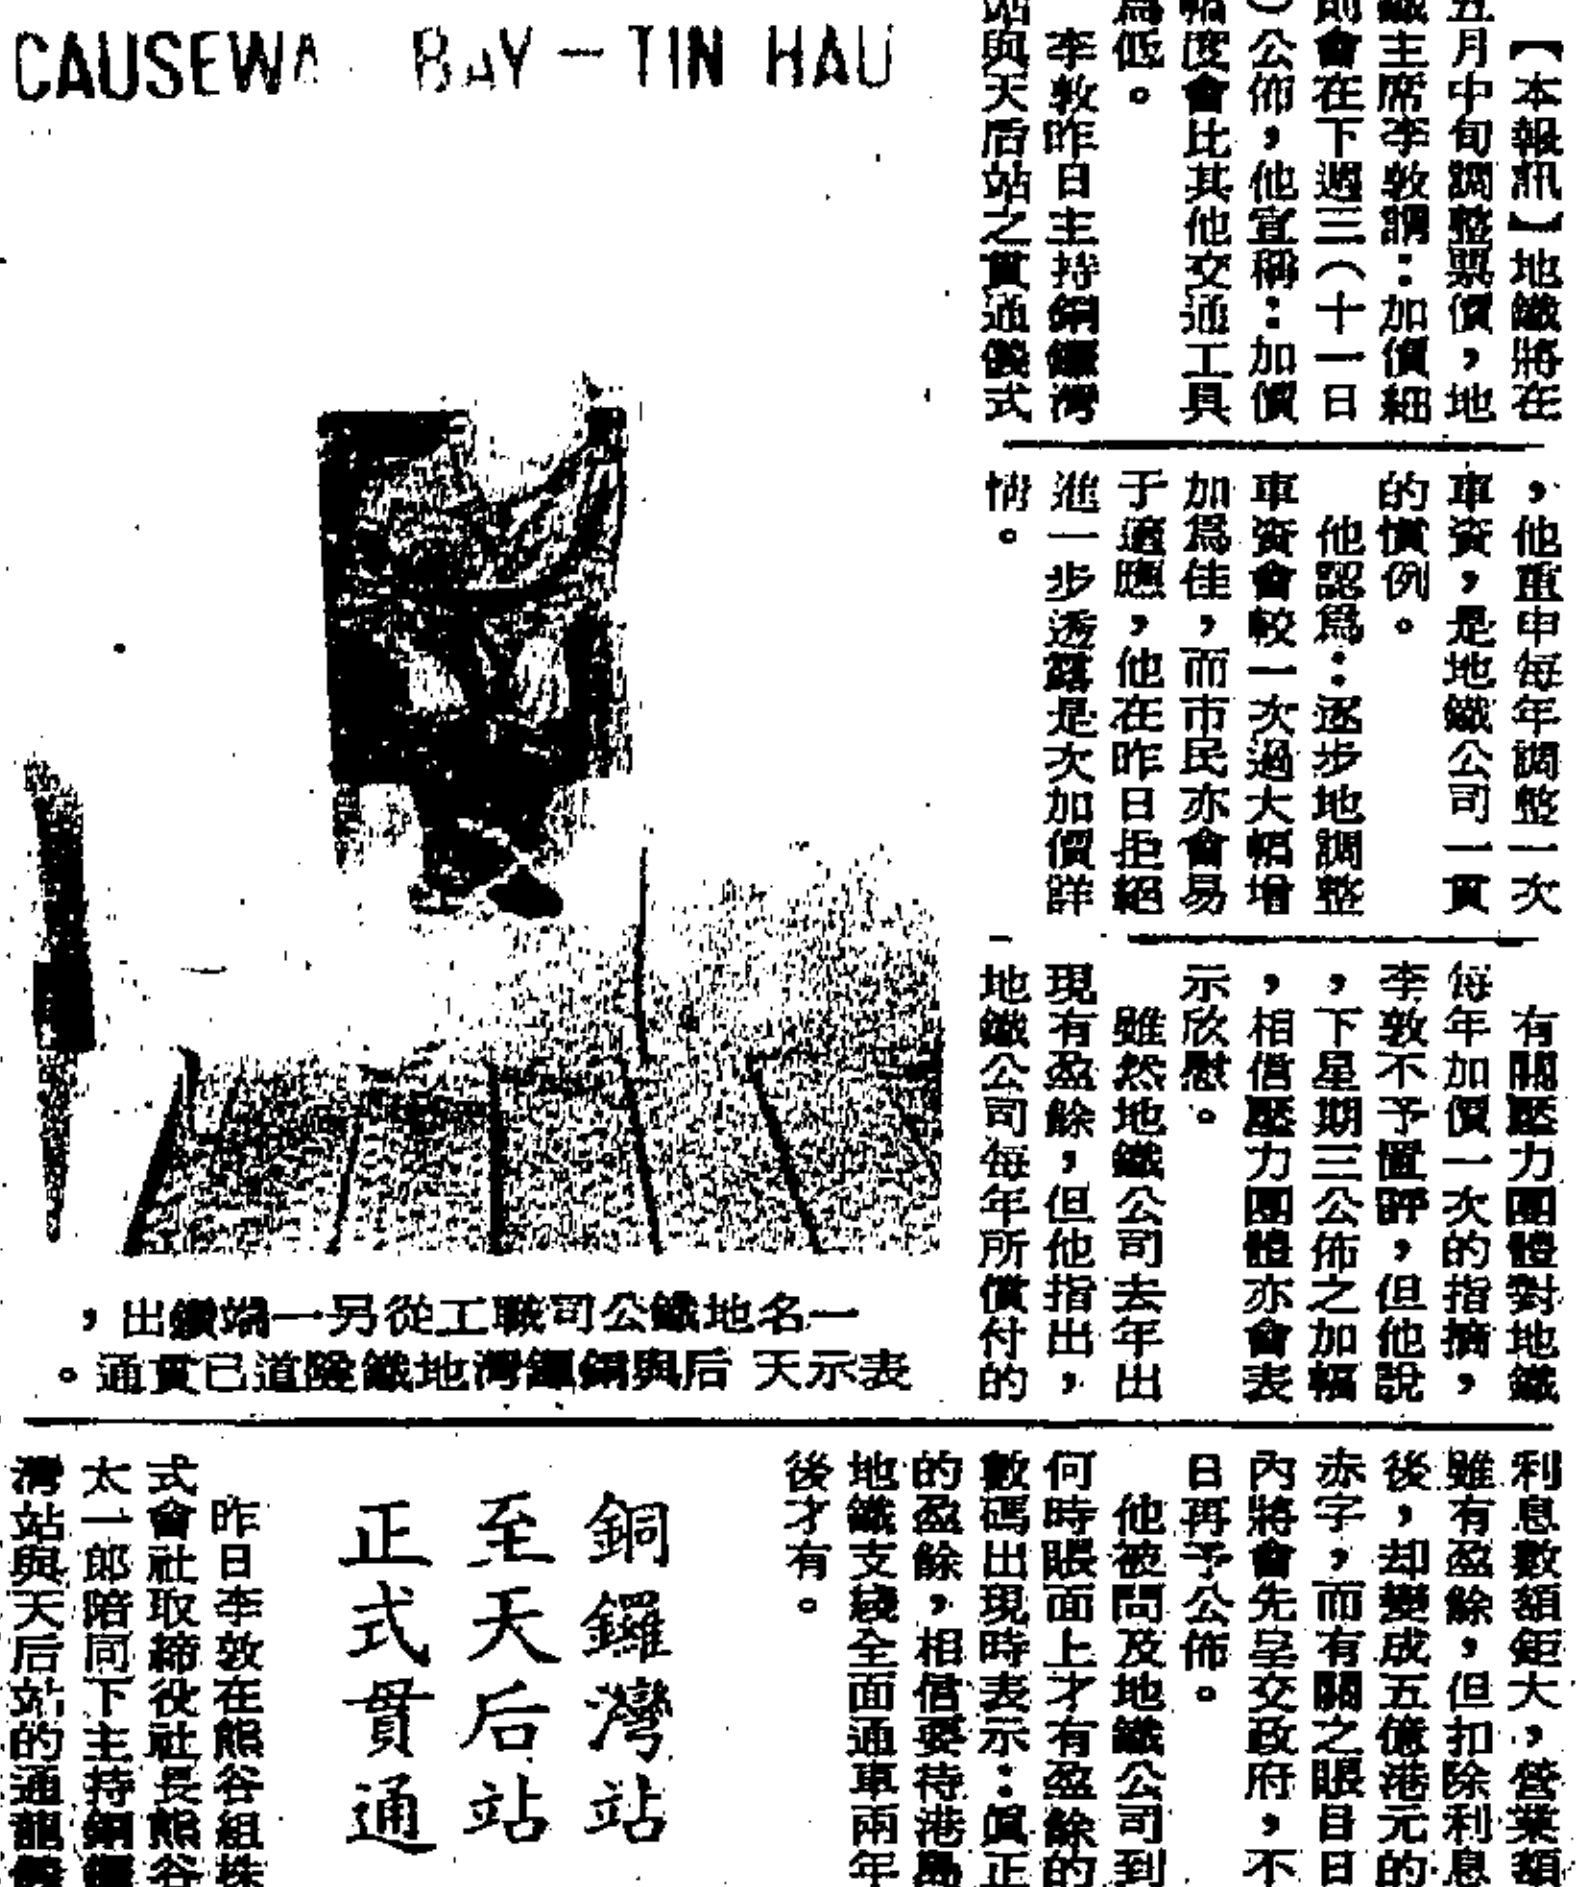 CAUSEWA BAY－TIN HAU
【本報訊】地鐵將在
五月中旬調整票價，地
鐵主席李敦謂：加價細
則會在下週三（十一日
）公佈，他宣稱：加價
幅度會比其他交通工具
為低。
李敦昨日主持銅鑼灣
站與天后站之貫通儀式
，他重申每年調整一次
車資，是地鐵公司一貫
的慣例。
他認爲：逐步地調整
車資會較一次過大幅增
加爲佳，而市民亦會易
于適應，他在昨日拒絕
進一步透露是次加價詳
情。
有關壓力團體對地鐵
每年加價一次的指摘，
李敦不予置評，但他說
，下星期三公佈之加幅
，相信壓力團體亦會表
示欣慰。
雖然地鐵公司去年出
現有盈餘，但他指出，
地鐵公司每年所償付的
利息數額鉅大，營業額
雖有盈餘，但扣除利息
後，却變成五億港元的
赤字，而有關之賬目日
內將會先呈交政府，不
日再予公佈。
他被問及地鐵公司到
何時賬面上才有盈餘的
數碼出現時表示：眞正
的盈餘，相信要待港島
地鐵支綫全面通車兩年
後才有。
一名地鐵公司職工從另一端鑽出，
表示天后與銅鑼灣地鐵隧道已貫通。
銅鑼灣站
至天后站
正式貫通
昨日李敦在熊谷組株
式會社取締役社長熊谷
太一郎陪同下主持銅鑼
灣站與天后站的通龍